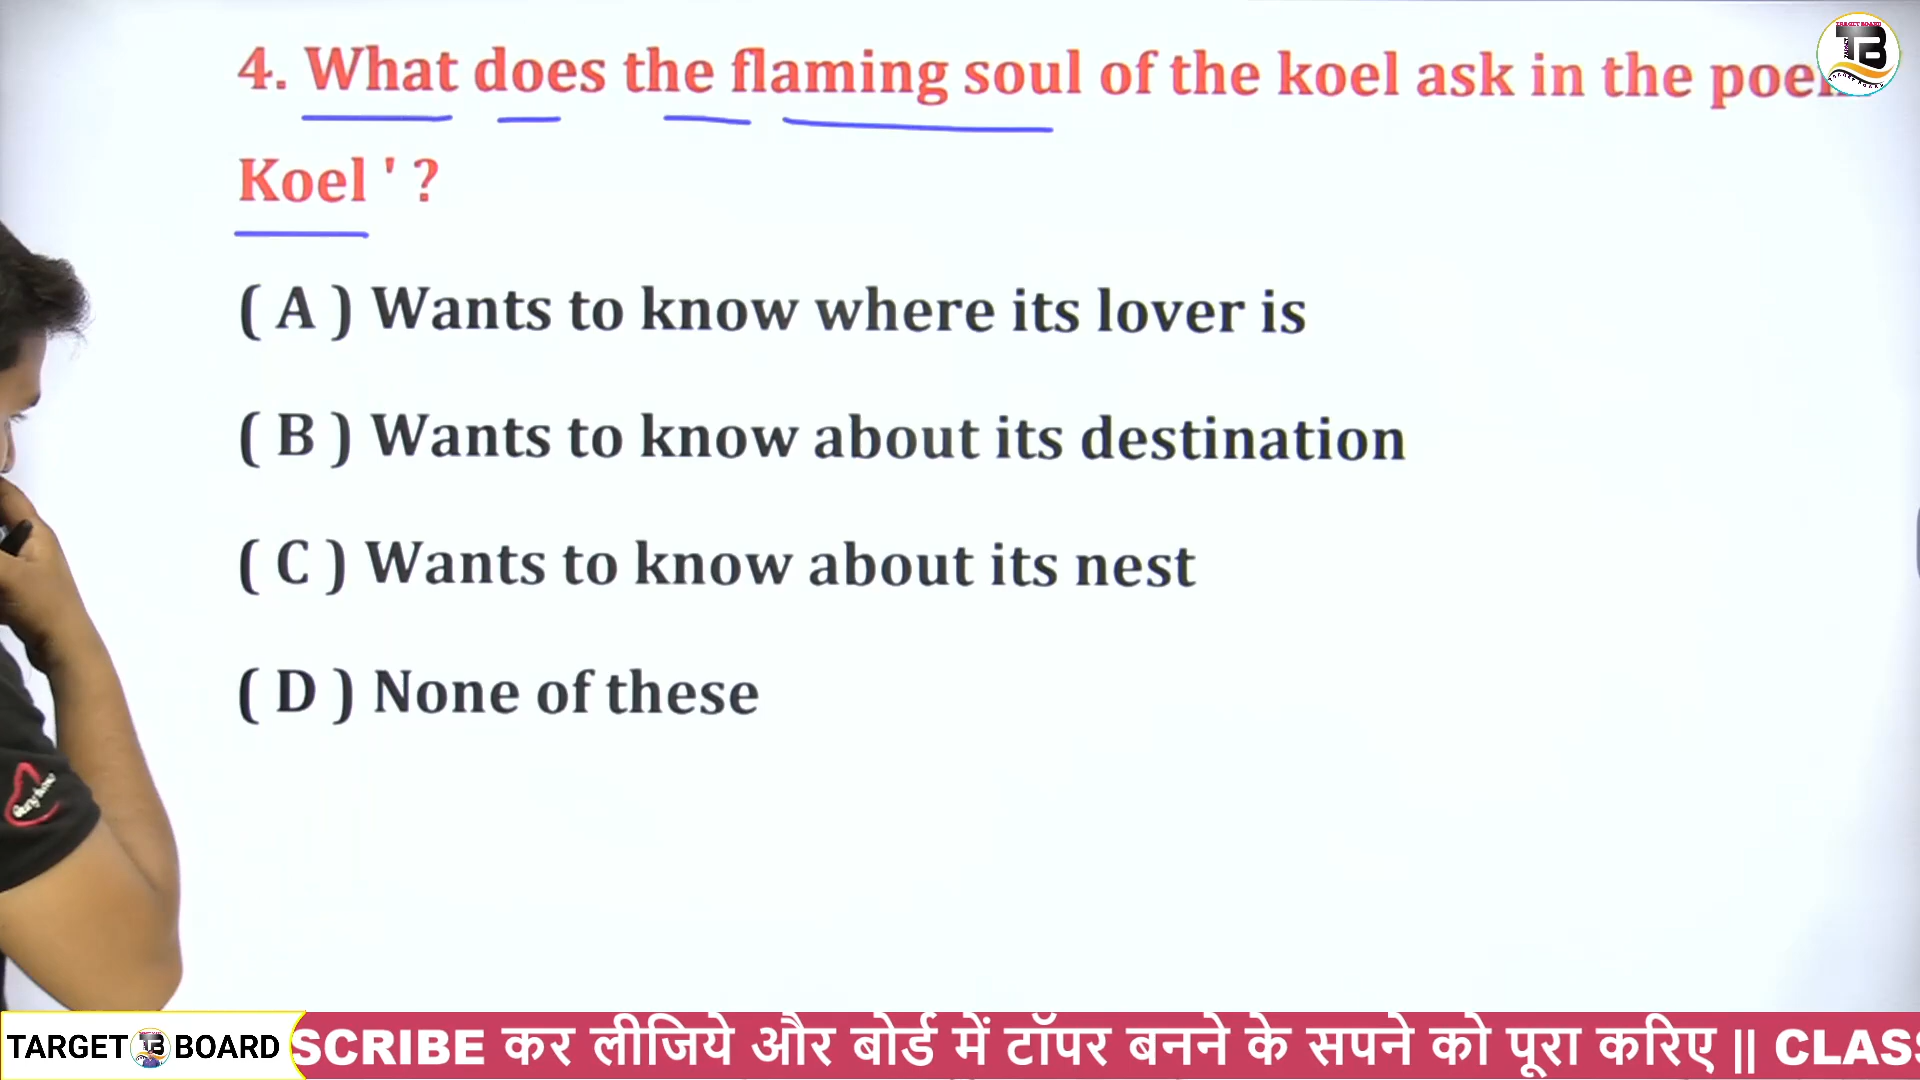 4. What does the flaming soul of the koel ask in the
Koel ' ?
( A ) Wants to know where its lover is
( B ) Wants to know about its destination
( C ) Wants to know about its nest
( D ) None of these
TARGET BOARD
SCRIBE कर लीजिये और बोर्ड में टॉपर बनने के सपने को पूरा करिए || CLASS